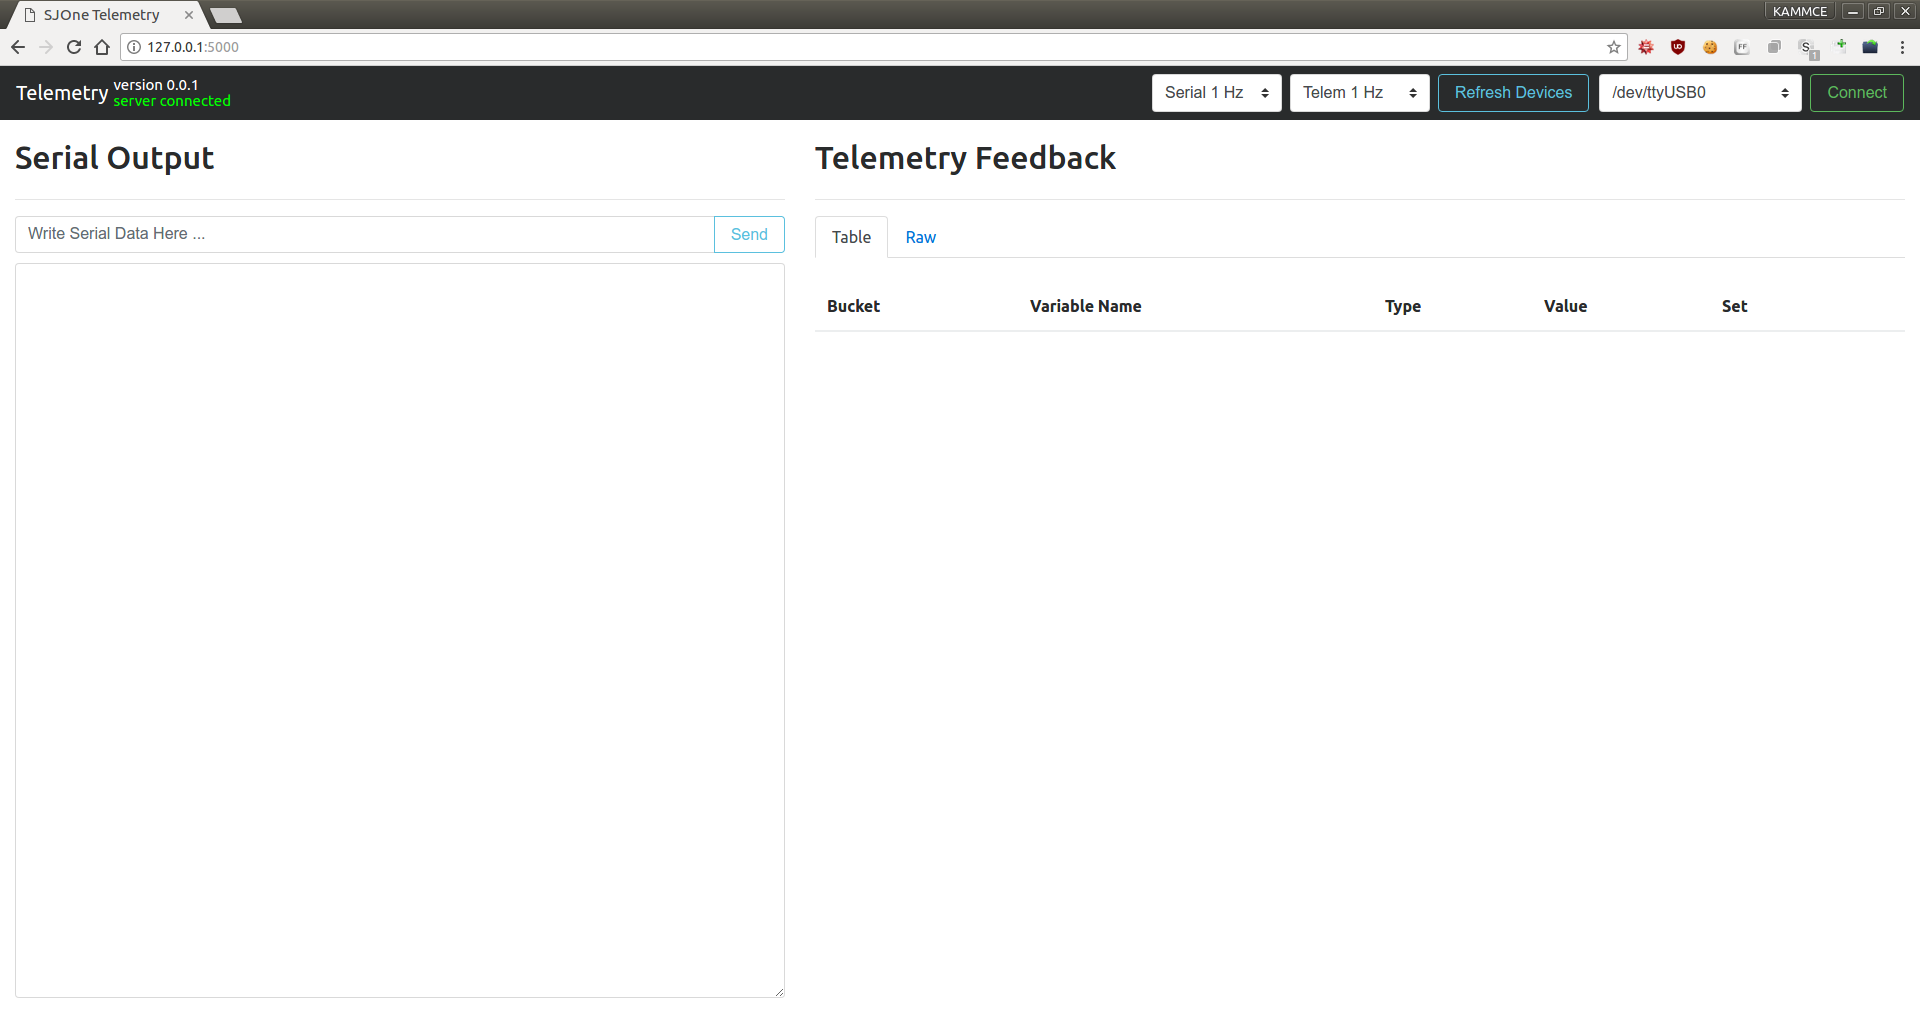 SJOne Telemetry
KAMMCE
127.0.0.1:5000
Telemetry version 0.0.1
server connected
Serial 1 Hz
Telem 1 Hz
Refresh Devices
/dev/ttyUSB0
Connect
Serial Output
Write Serial Data Here ...
Send
Telemetry Feedback
Table
Raw
Bucket Variable Name Type Value Set